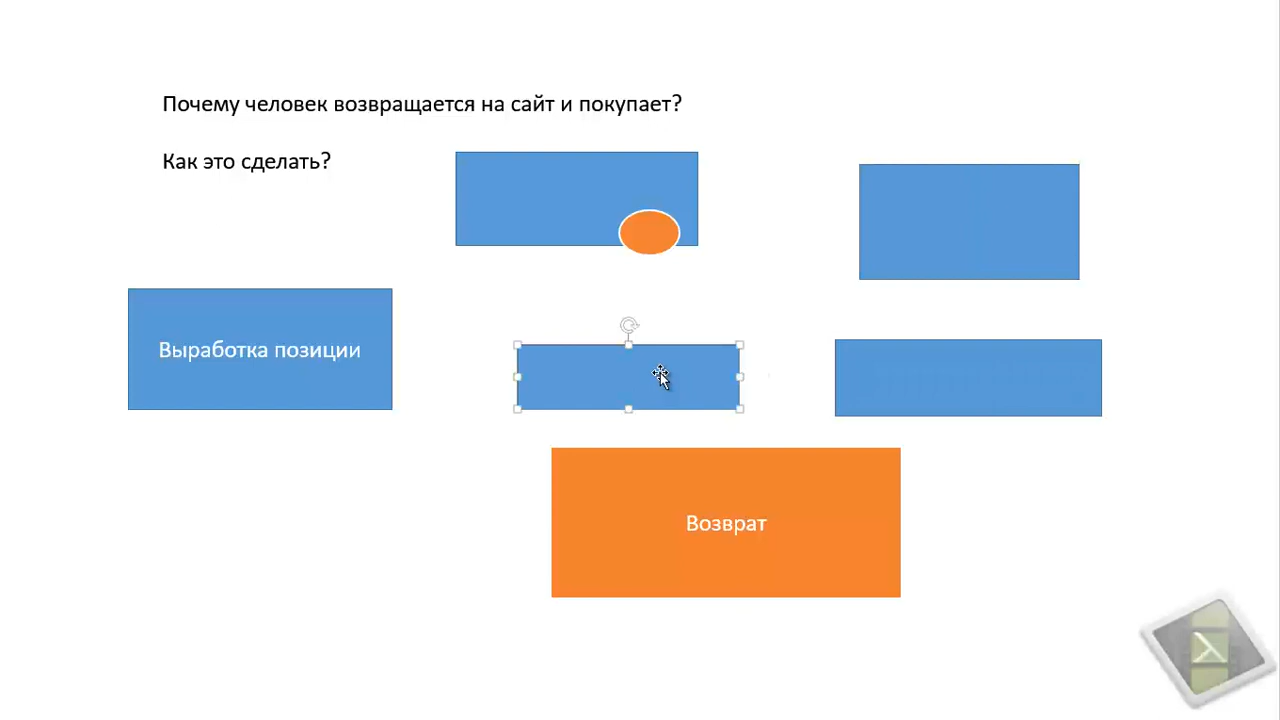 Почему человек возвращается на сайт и покупает?
Как это сделать?
Выработка позиции
Возврат